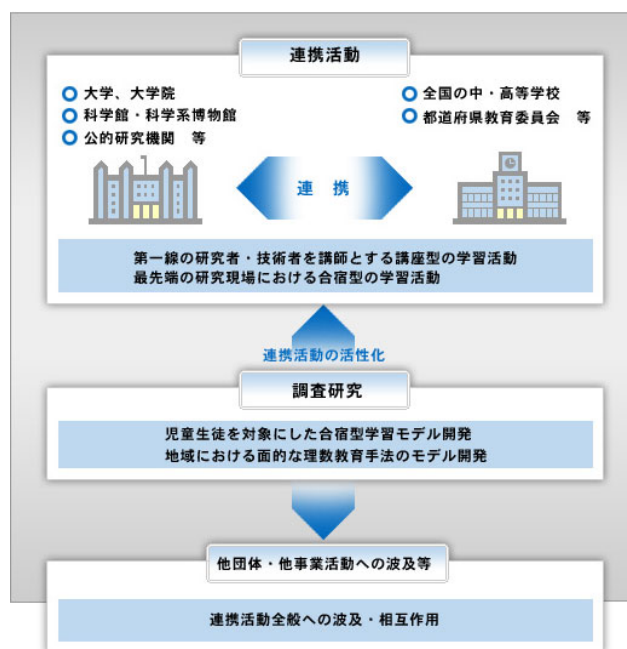 連携活動
大学、大学院
科学館・科学系博物館
公的研究機関　等
全国の中・高等学校
都道府県教育委員会　等
連　携
第一線の研究者・技術者を講師とする講座型の学習活動
最先端の研究現場における合宿型の学習活動
連携活動の活性化
調査研究
児童生徒を対象にした合宿型学習モデル開発
地域における面的な理数教育手法のモデル開発
他団体・他事業活動への波及等
連携活動全般への波及・相互作用